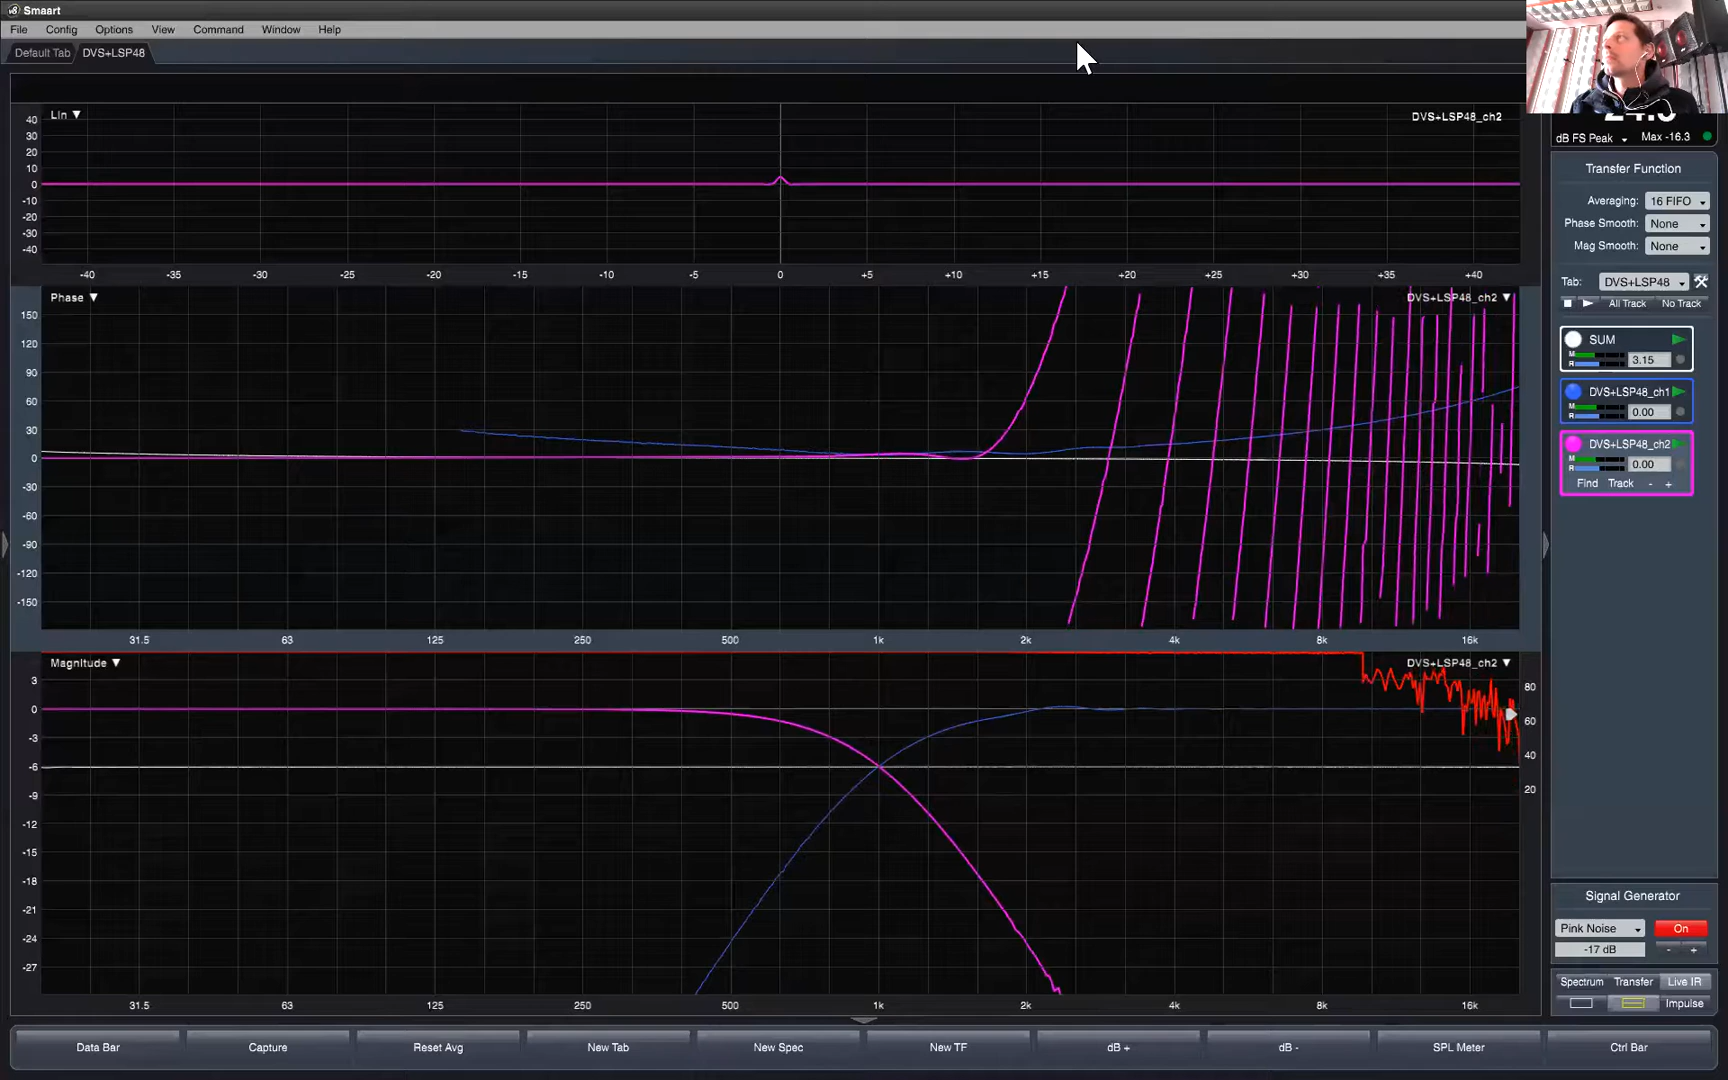 Smaart
File Config Options View Command Window Help
Default Tab DVS+LSP48
dB FS Peak Max -16.3
Lin ▼ DVS+LSP48_ch2
40
30
20
10
0
-10
-20
-30
-40
-40 -35 -30 -25 -20 -15 -10 -5 0 +5 +10 +15 +20 +25 +30 +35 +40
Phase ▼ DVS+LSP48_ch2 ▼
150
120
90
60
30
0
-30
-60
-90
-120
-150
31.5 63 125 250 500 1k 2k 4k 8k 16k
Magnitude ▼ DVS+LSP48_ch2 ▼
3
0
-3
-6
-9
-12
-15
-18
-21
-24
-27
80
60
40
20
31.5 63 125 250 500 1k 2k 4k 8k 16k
Transfer Function
Averaging: 16 FIFO
Phase Smooth: None
Mag Smooth: None
Tab: DVS+LSP48
All Track No Track
SUM
M
R 3.15
DVS+LSP48_ch1
M
R 0.00
DVS+LSP48_ch2
M
R 0.00
Find Track - +
Signal Generator
Pink Noise On
-17 dB - +
Spectrum Transfer Live IR
Impulse
Data Bar Capture Reset Avg New Tab New Spec New TF dB + dB - SPL Meter Ctrl Bar